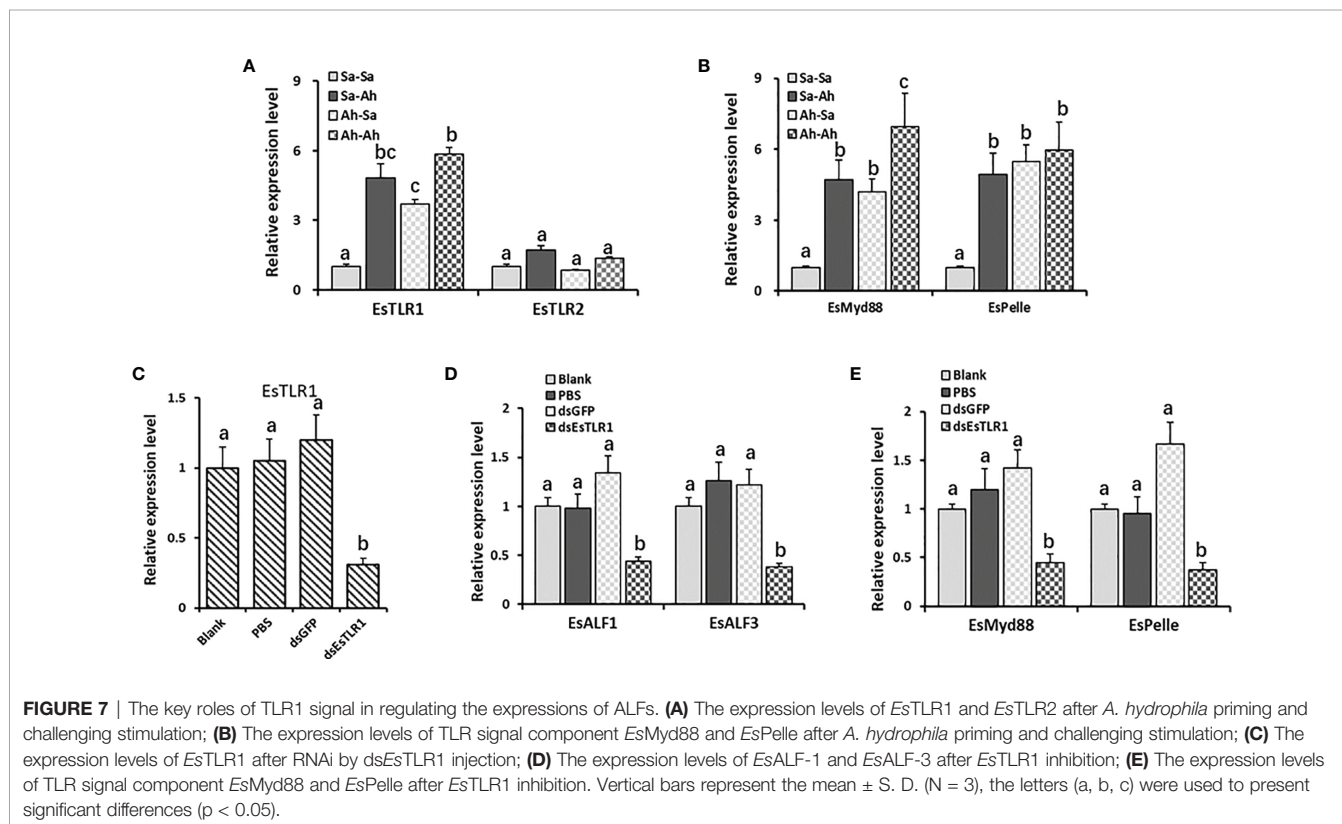 A
Sa-Sa
Sa-Ah
Ah-Sa
Ah-Ah
Relative expression level
9
6
3
0
a
bc
c
b
a
a
a
a
EsTLR1
EsTLR2
B
Sa-Sa
Sa-Ah
Ah-Sa
Ah-Ah
Relative expression level
9
6
3
0
a
b
b
c
a
b
b
b
EsMyd88
EsPelle
C
EsTLR1
Relative expression level
1.5
1
0.5
0
a
a
a
b
Blank
PBS
dsGFP
dsEsTLR1
D
Blank
PBS
dsGFP
dsEsTLR1
Relative expression level
2
1.5
1
0.5
0
a
a
a
b
a
a
a
b
EsALF1
EsALF3
E
Blank
PBS
dsGFP
dsEsTLR1
Relative expression level
2
1.5
1
0.5
0
a
a
a
b
a
a
a
b
EsMyd88
EsPelle
FIGURE 7 | The key roles of TLR1 signal in regulating the expressions of ALFs. (A) The expression levels of EsTLR1 and EsTLR2 after A. hydrophila priming and
challenging stimulation; (B) The expression levels of TLR signal component EsMyd88 and EsPelle after A. hydrophila priming and challenging stimulation; (C) The
expression levels of EsTLR1 after RNAi by dsEsTLR1 injection; (D) The expression levels of EsALF-1 and EsALF-3 after EsTLR1 inhibition; (E) The expression levels
of TLR signal component EsMyd88 and EsPelle after EsTLR1 inhibition. Vertical bars represent the mean ± S. D. (N = 3), the letters (a, b, c) were used to present
significant differences (p < 0.05).